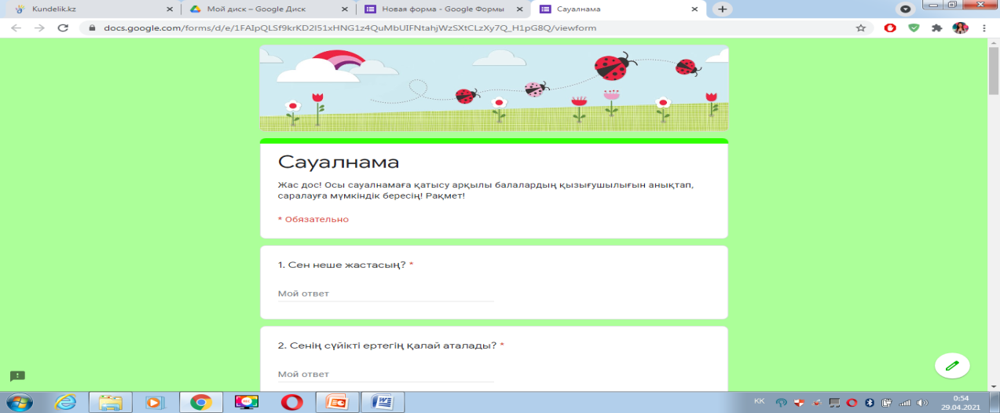 Kundelik.kz
Мой диск – Google Диск
Новая форма - Google Формы
Сауалнама
docs.google.com/forms/d/e/1FAIpQLSf9krKD2I51xHNG1z4QuMbUIFNtahjWzSXtCLzXy7Q_H1pG8Q/viewform
Сауалнама
Жас дос! Осы сауалнамаға қатысу арқылы балалардың қызығушылығын анықтап,
саралауға мүмкіндік бересің! Рақмет!
* Обязательно
1. Сен неше жастасың? *
Мой ответ
2. Сенің сүйікті ертегің қалай аталады? *
Мой ответ
KK
0:54
29.04.2021